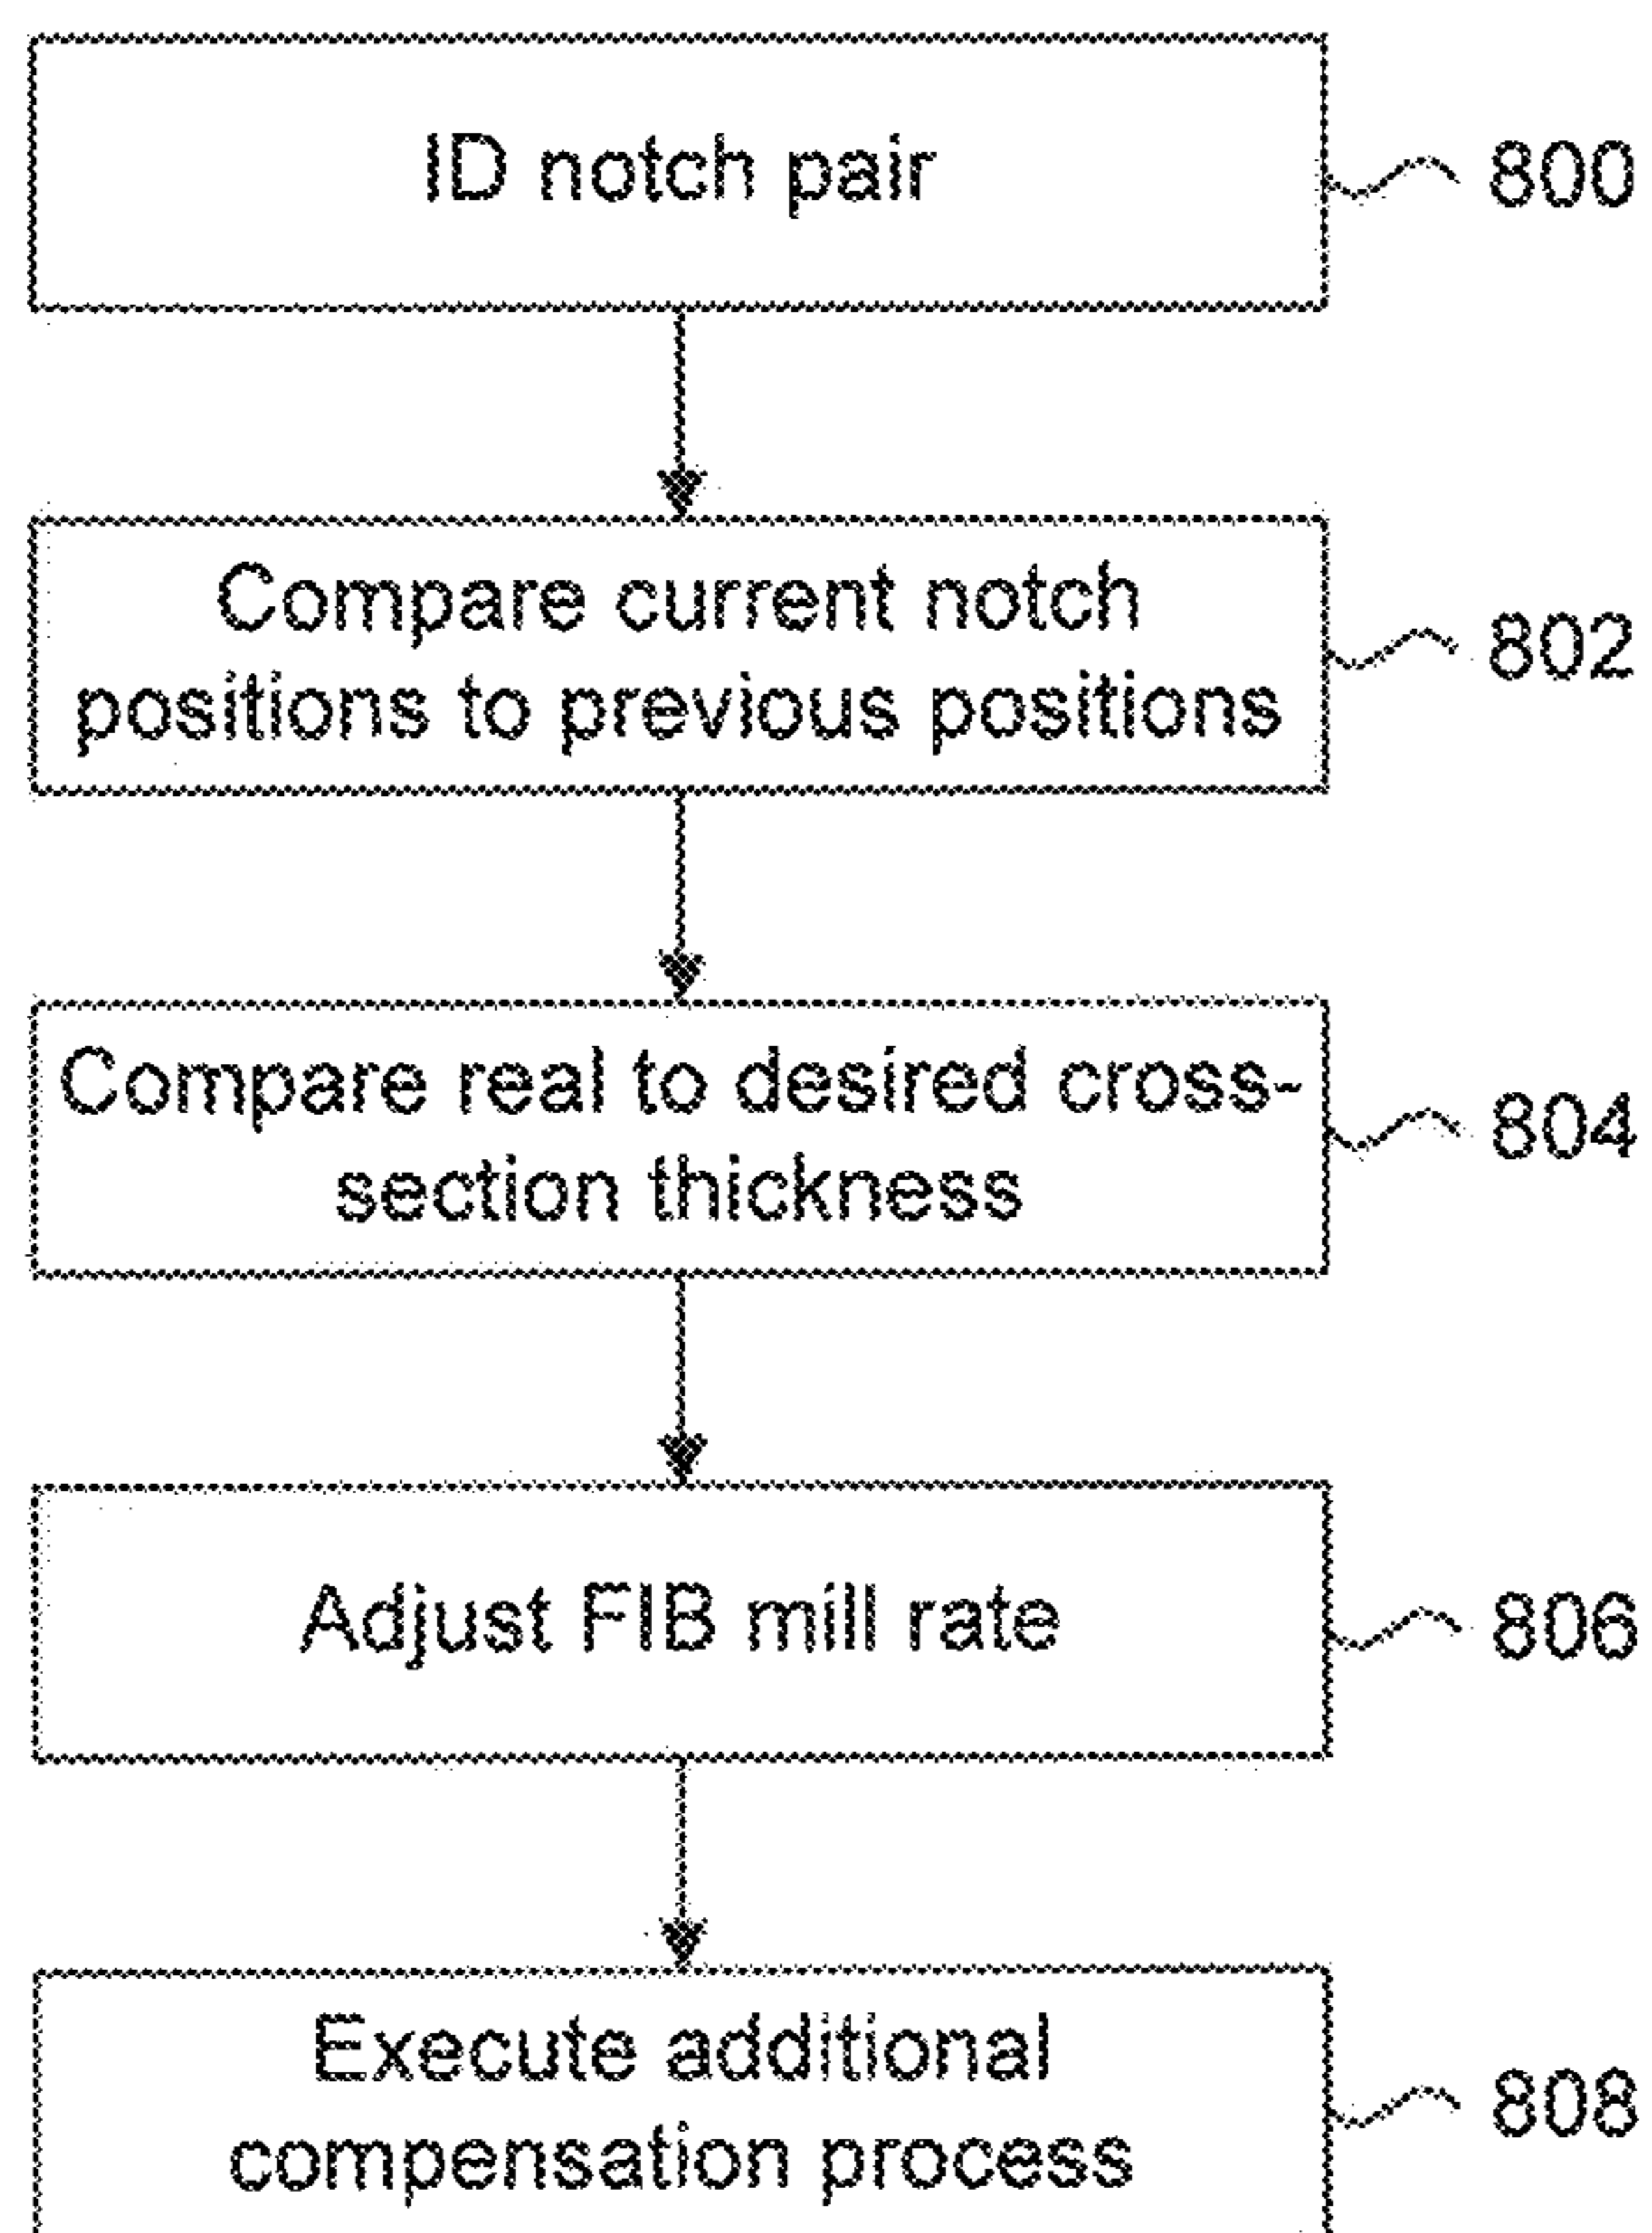 ID notch pair
800
Compare current notch
positions to previous positions
802
Compare real to desired cross-
section thickness
804
Adjust FIB mill rate
806
Execute additional
compensation process
808